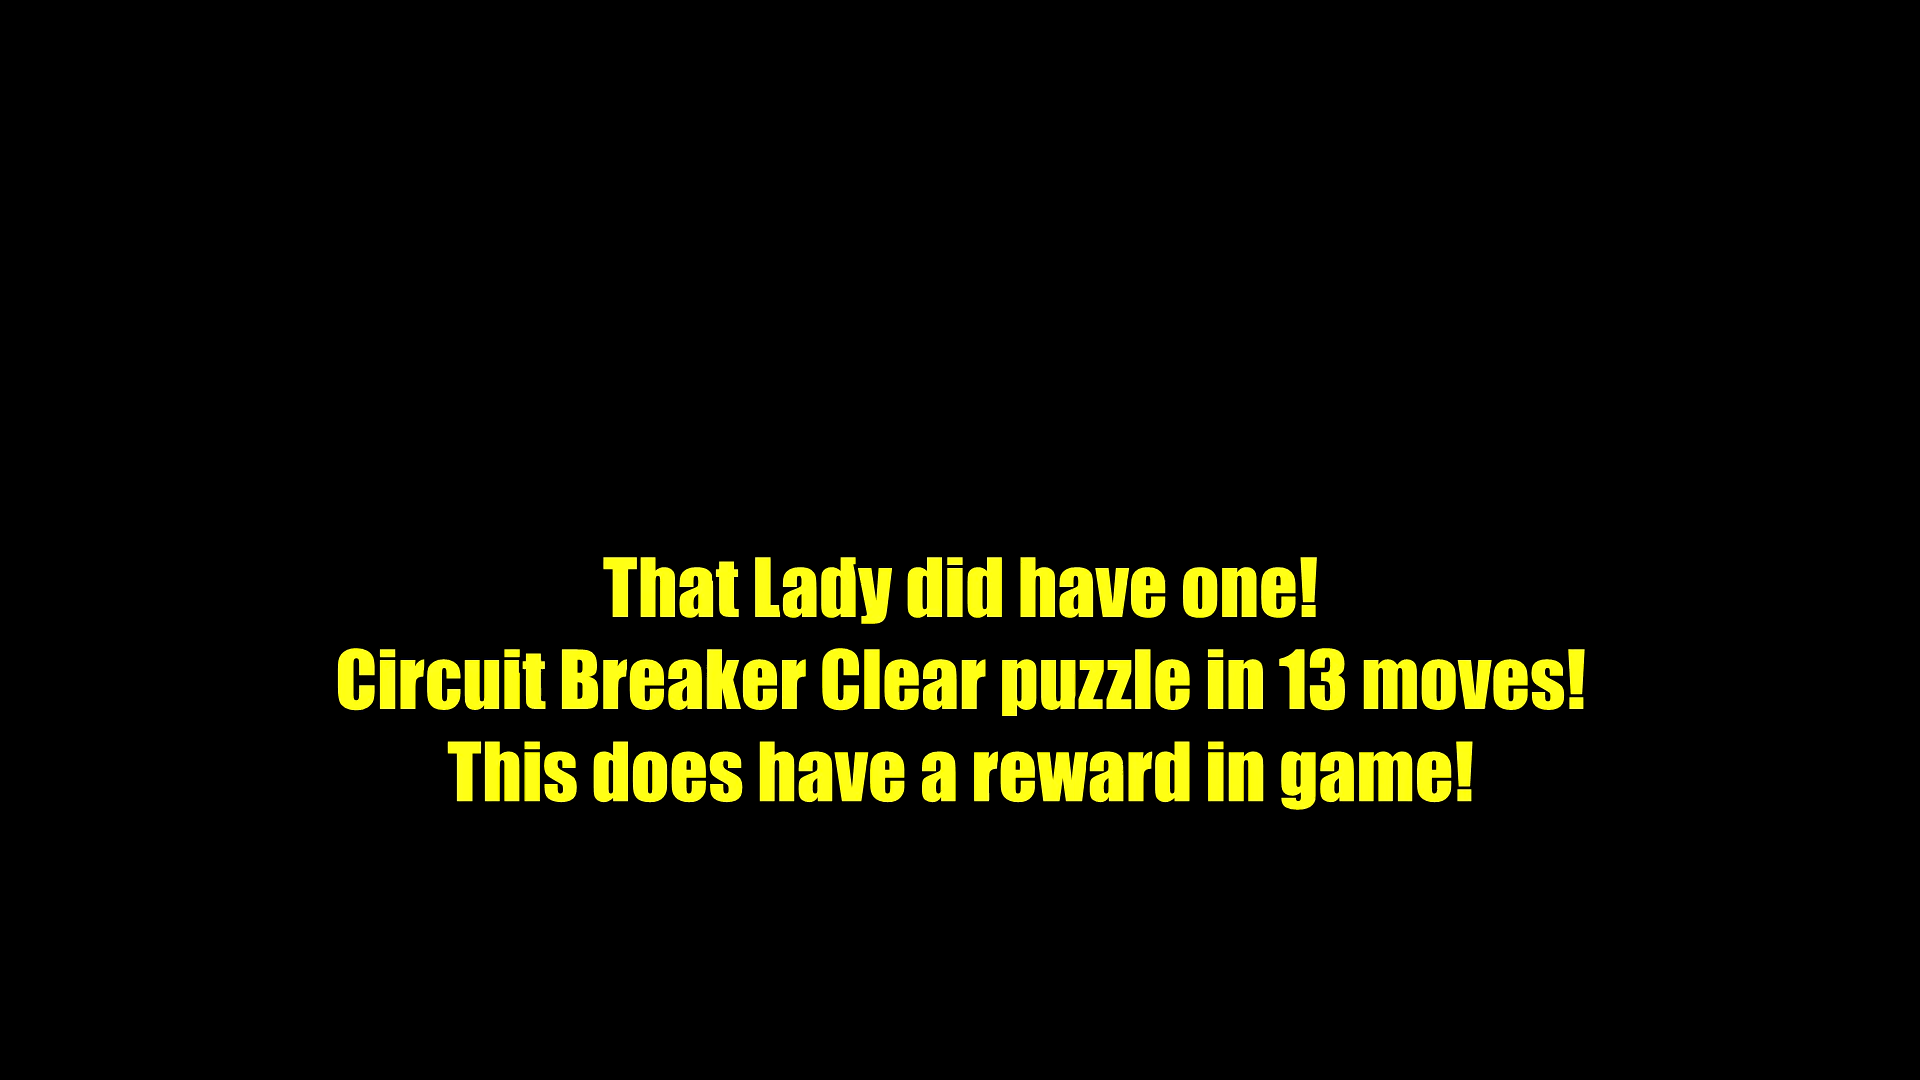 That Lady did have one!
Circuit Breaker Clear puzzle in 13 moves!
This does have a reward in game!